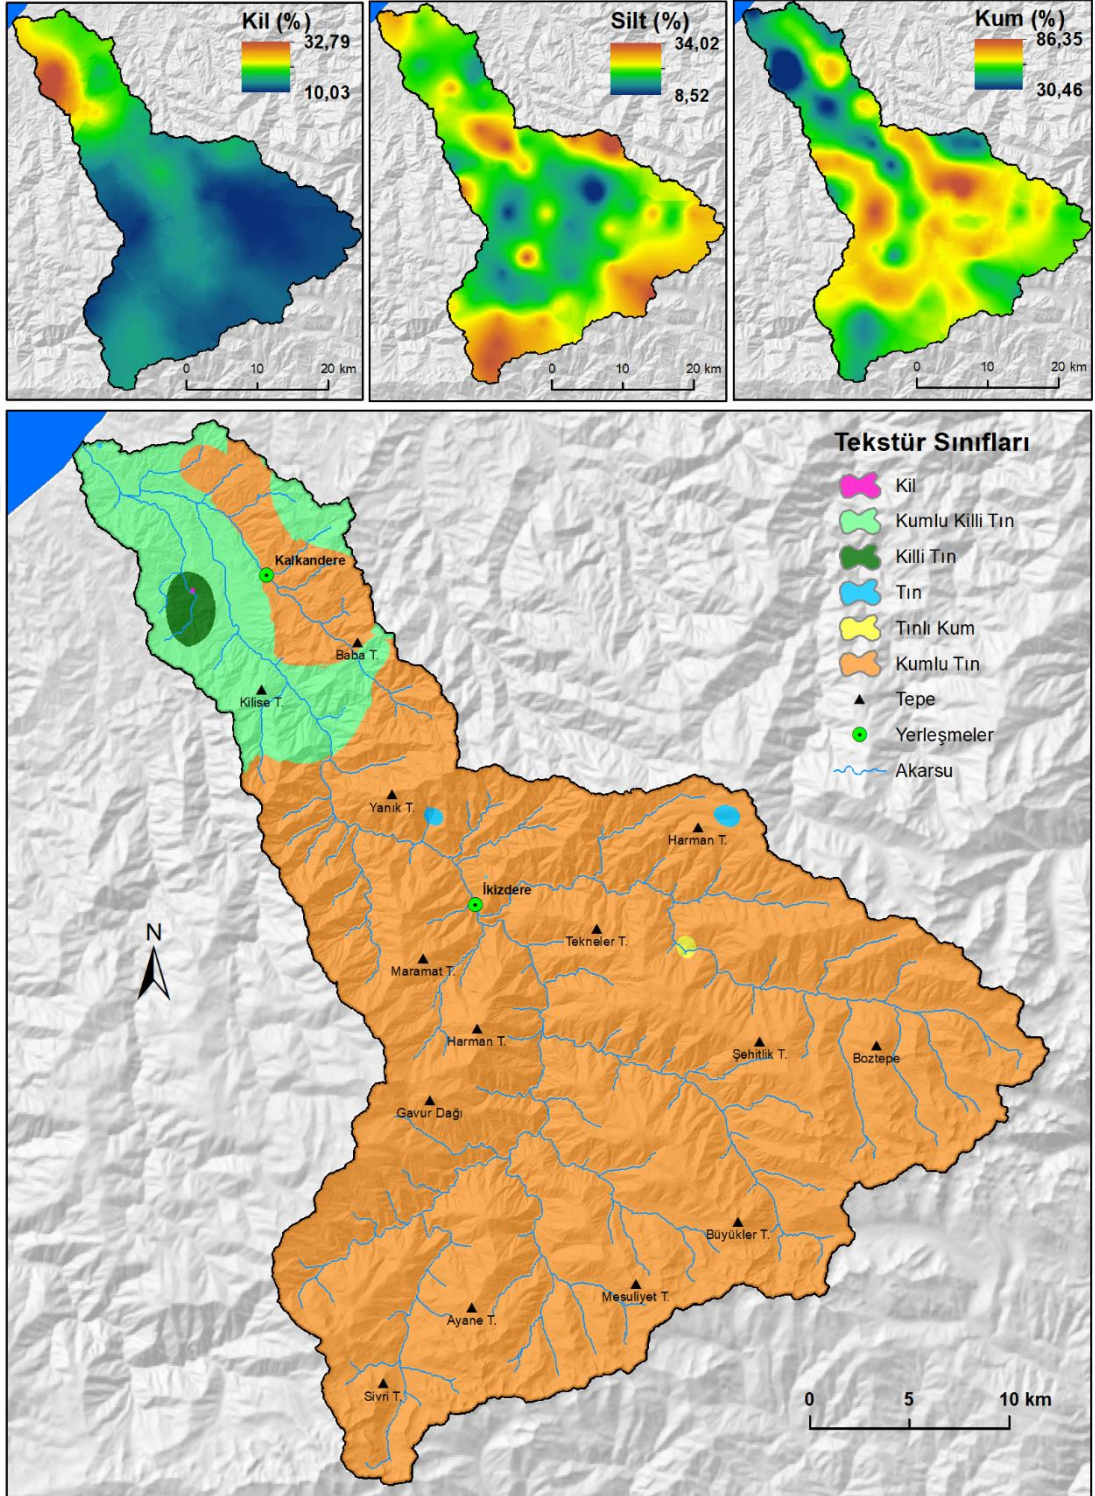 Kil (%)
32,79
10,03
0 10 20 km
Silt (%)
34,02
8,52
0 10 20 km
Kum (%)
86,35
30,46
0 10 20 km
Tekstür Sınıfları
Kil
Kumlu Killi Tın
Killi Tın
Tın
Tınlı Kum
Kumlu Tın
Tepe
Yerleşmeler
Akarsu
Kalkandere
Baba T.
Kilise T.
Yanık T.
Harman T.
İkizdere
Tekneler T.
N
Maramat T.
Harman T.
Şehitlik T.
Boztepe
Gavur Dağı
Büyükler T.
Mesuliyet T.
Ayane T.
Sivri T.
0 5 10 km